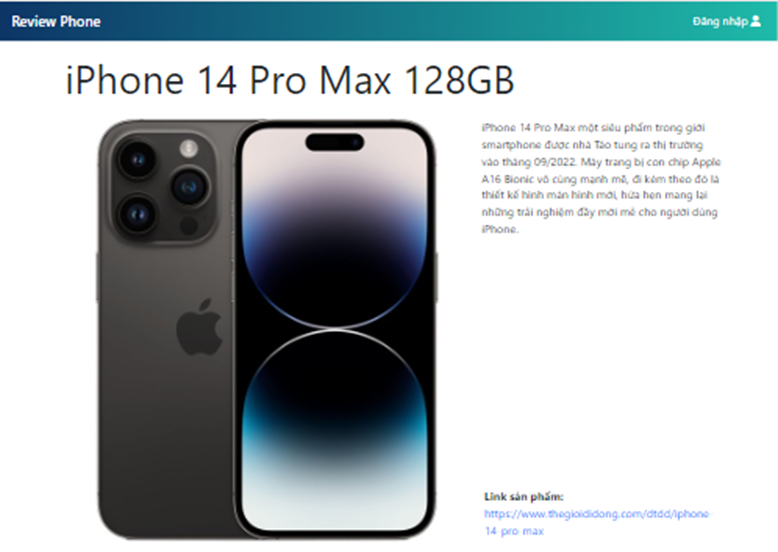 Review Phone
Đăng nhập
iPhone 14 Pro Max 128GB
iPhone 14 Pro Max một siêu phẩm trong giới
smartphone được nhà Táo tung ra thị trường
vào tháng 09/2022. Máy trang bị con chip Apple
A16 Bionic vô cùng mạnh mẽ, đi kèm theo đó là
thiết kế hình màn hình mới, hứa hẹn mang lại
những trải nghiệm đầy mới mẻ cho người dùng
iPhone.
Link sản phẩm:
https://www.thegioididong.com/dtdd/iphone-
14-pro-max